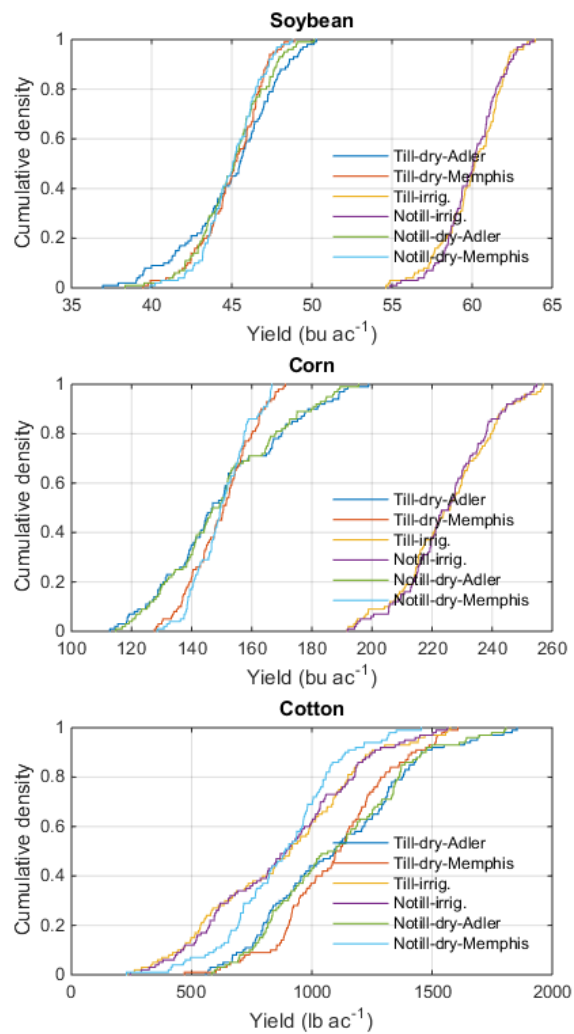 Soybean
1
0.8
0.6
0.4
0.2
0
Cumulative density
Till-dry-Adler
Till-dry-Memphis
Till-irrig.
Notill-irrig.
Notill-dry-Adler
Notill-dry-Memphis
35 40 45 50 55 60 65
Yield (bu ac-1)
Corn
1
0.8
0.6
0.4
0.2
0
Cumulative density
Till-dry-Adler
Till-dry-Memphis
Till-irrig.
Notill-irrig.
Notill-dry-Adler
Notill-dry-Memphis
100 120 140 160 180 200 220 240 260
Yield (bu ac-1)
Cotton
1
0.8
0.6
0.4
0.2
0
Cumulative density
Till-dry-Adler
Till-dry-Memphis
Till-irrig.
Notill-irrig.
Notill-dry-Adler
Notill-dry-Memphis
0 500 1000 1500 2000
Yield (lb ac-1)